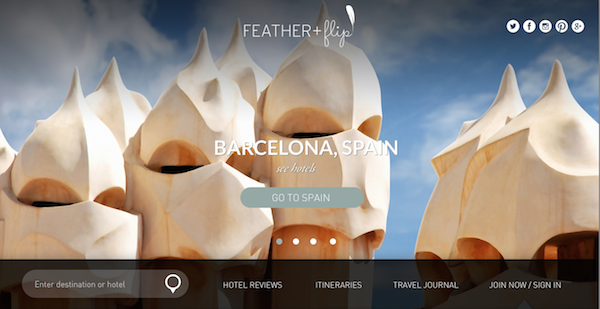 FEATHER+flip
BARCELONA, SPAIN
see hotels
GO TO SPAIN
Enter destination or hotel
HOTEL REVIEWS
ITINERARIES
TRAVEL JOURNAL
JOIN NOW / SIGN IN